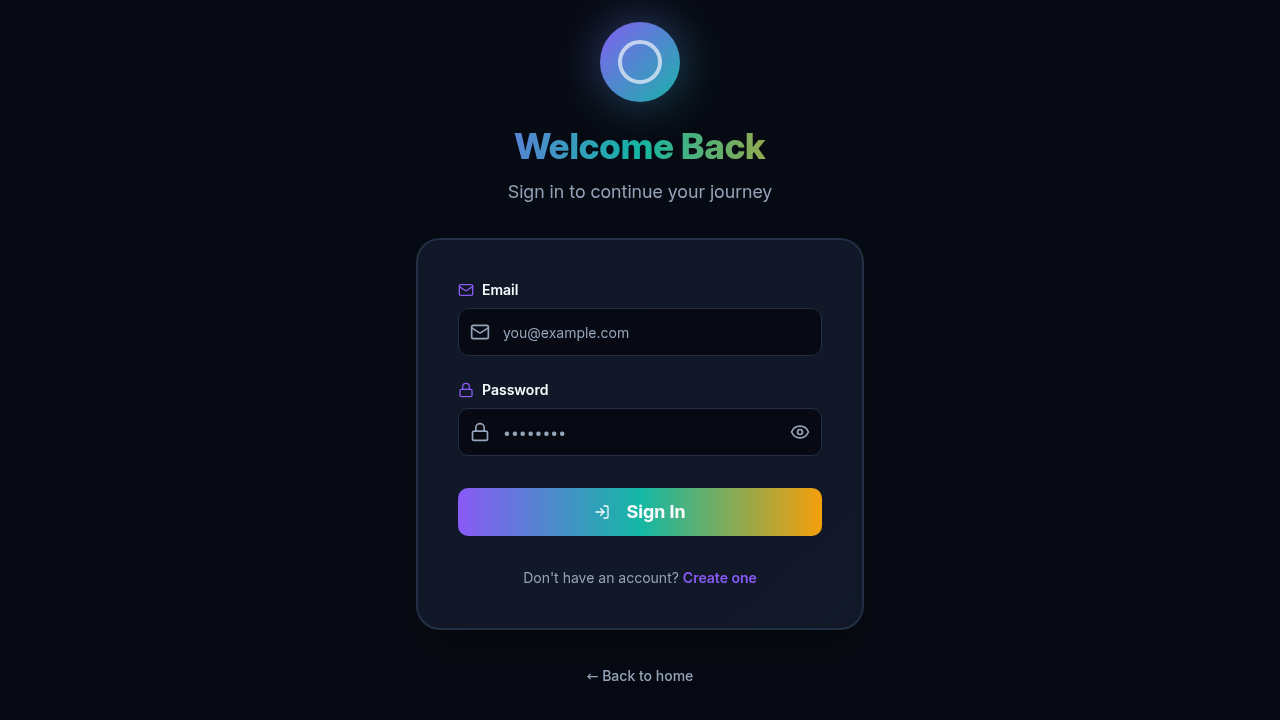 Welcome Back
Sign in to continue your journey
Email
you@example.com
Password
••••••••
Sign In
Don't have an account? Create one
← Back to home